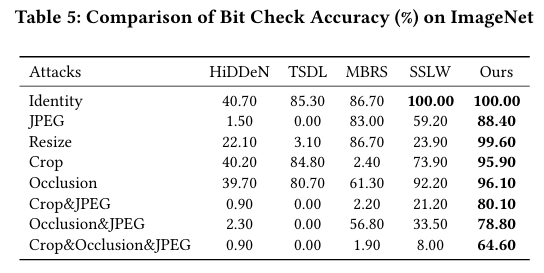 Table 5: Comparison of Bit Check Accuracy (%) on ImageNet
Attacks HiDDeN TSDL MBRS SSLW Ours
Identity 40.70 85.30 86.70 100.00 100.00
JPEG 1.50 0.00 83.00 59.20 88.40
Resize 22.10 3.10 86.70 23.90 99.60
Crop 40.20 84.80 2.40 73.90 95.90
Occlusion 39.70 80.70 61.30 92.20 96.10
Crop&JPEG 0.90 0.00 2.20 21.20 80.10
Occlusion&JPEG 2.30 0.00 56.80 33.50 78.80
Crop&Occlusion&JPEG 0.90 0.00 1.90 8.00 64.60